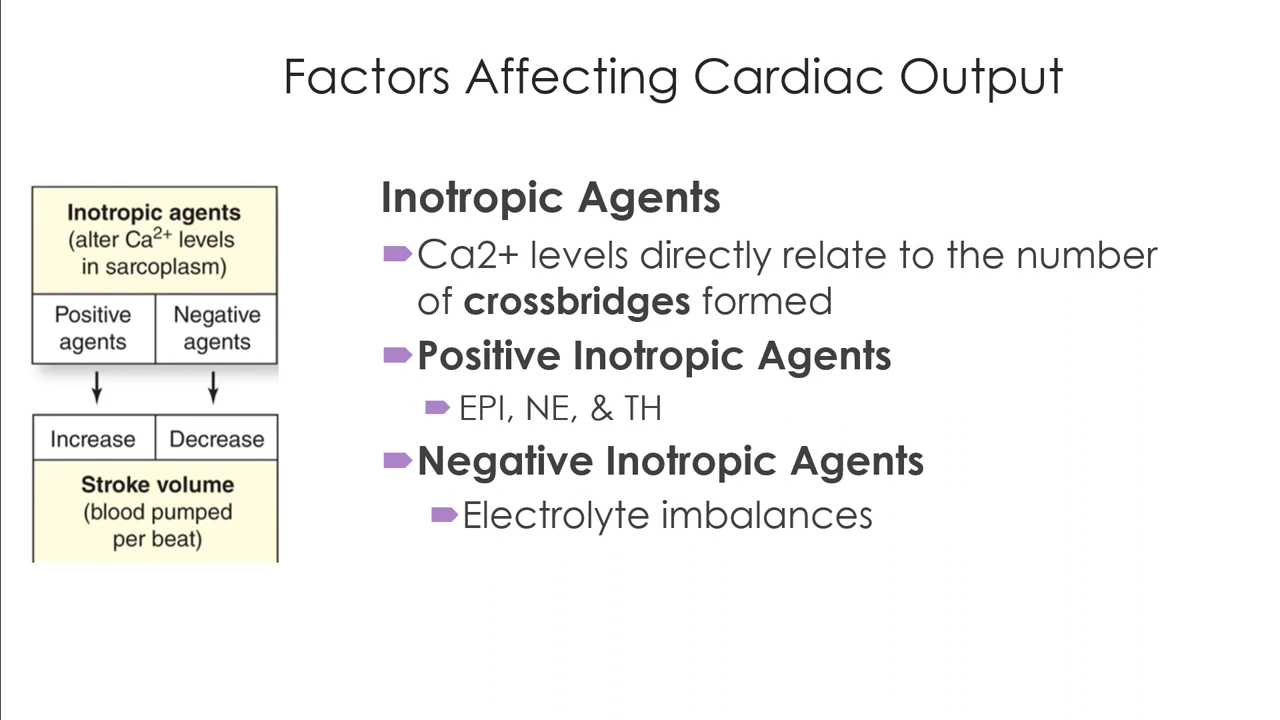 Factors Affecting Cardiac Output
Inotropic agents
(alter Ca²⁺ levels
in sarcoplasm)
Positive agents
Negative agents
Increase
Decrease
Stroke volume
(blood pumped
per beat)
Inotropic Agents
Ca2+ levels directly relate to the number
of crossbridges formed
Positive Inotropic Agents
EPI, NE, & TH
Negative Inotropic Agents
Electrolyte imbalances